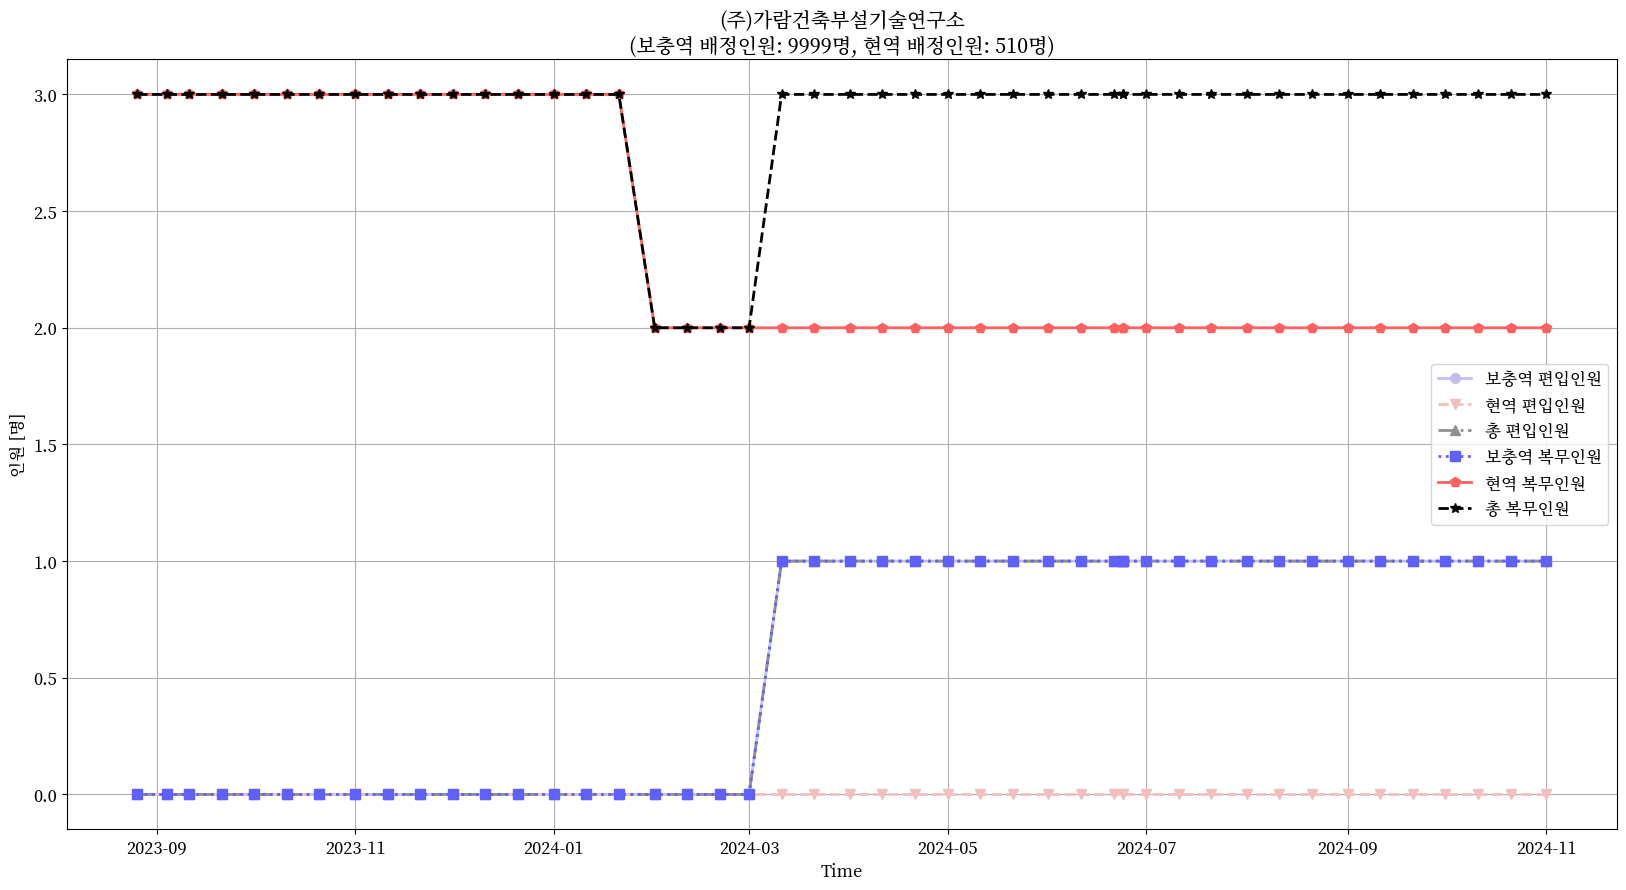 (주)가람건축부설기술연구소
(보충역 배정인원: 9999명, 현역 배정인원: 510명)
3.0
2.5
2.0
1.5
1.0
0.5
0.0
인원 [명]
보충역 편입인원
현역 편입인원
총 편입인원
보충역 복무인원
현역 복무인원
총 복무인원
2023-09
2023-11
2024-01
2024-03
2024-05
2024-07
2024-09
2024-11
Time